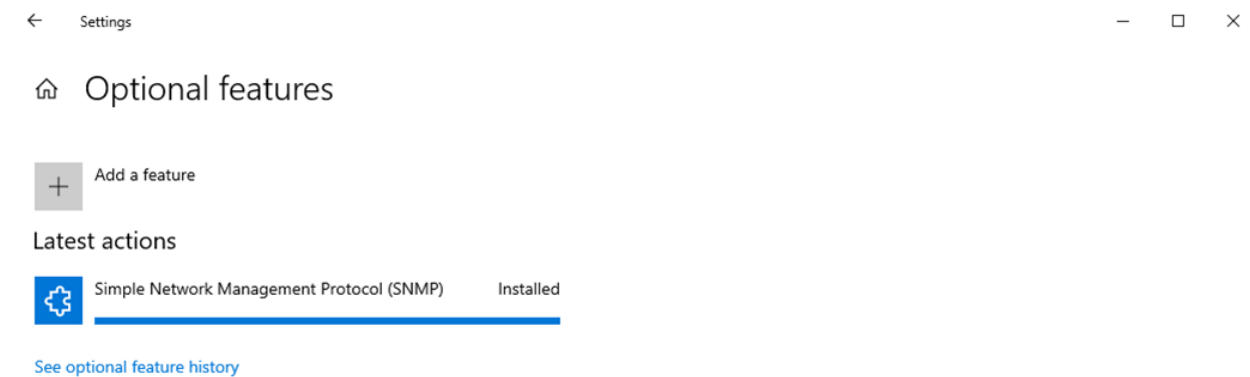 Settings
Optional features
Add a feature
Latest actions
Simple Network Management Protocol (SNMP) Installed
See optional feature history